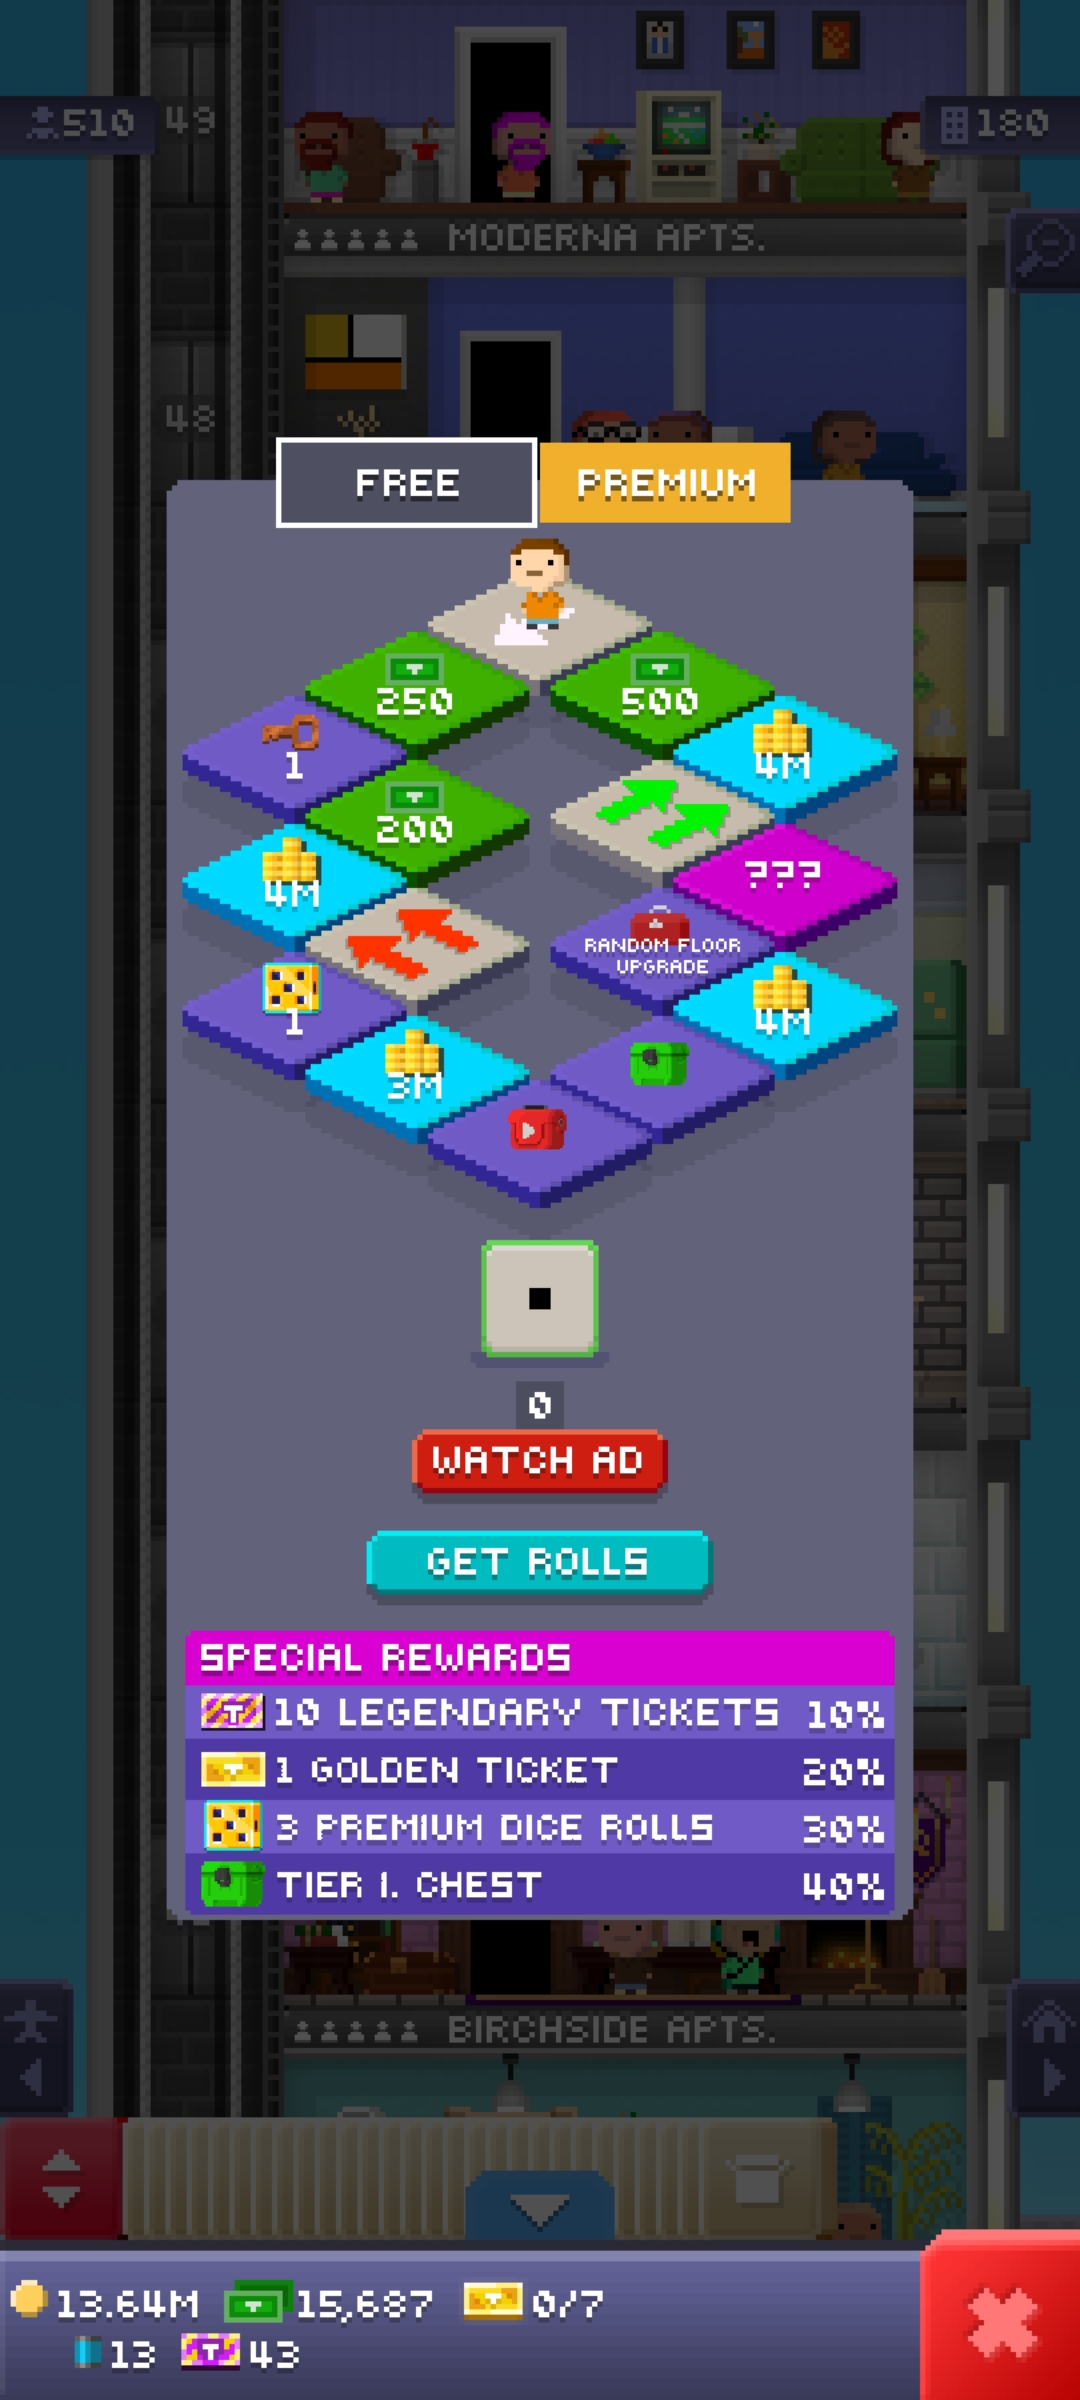 510
49
180
MODERNA APTS.
48
FREE
PREMIUM
250
500
1
4M
200
4M
???
RANDOM FLOOR
UPGRADE
1
4M
3M
0
WATCH AD
GET ROLLS
SPECIAL REWARDS
10 LEGENDARY TICKETS 10%
1 GOLDEN TICKET 20%
3 PREMIUM DICE ROLLS 30%
TIER 1. CHEST 40%
BIRCHSIDE APTS.
13.64M 15,687 0/7
13 43